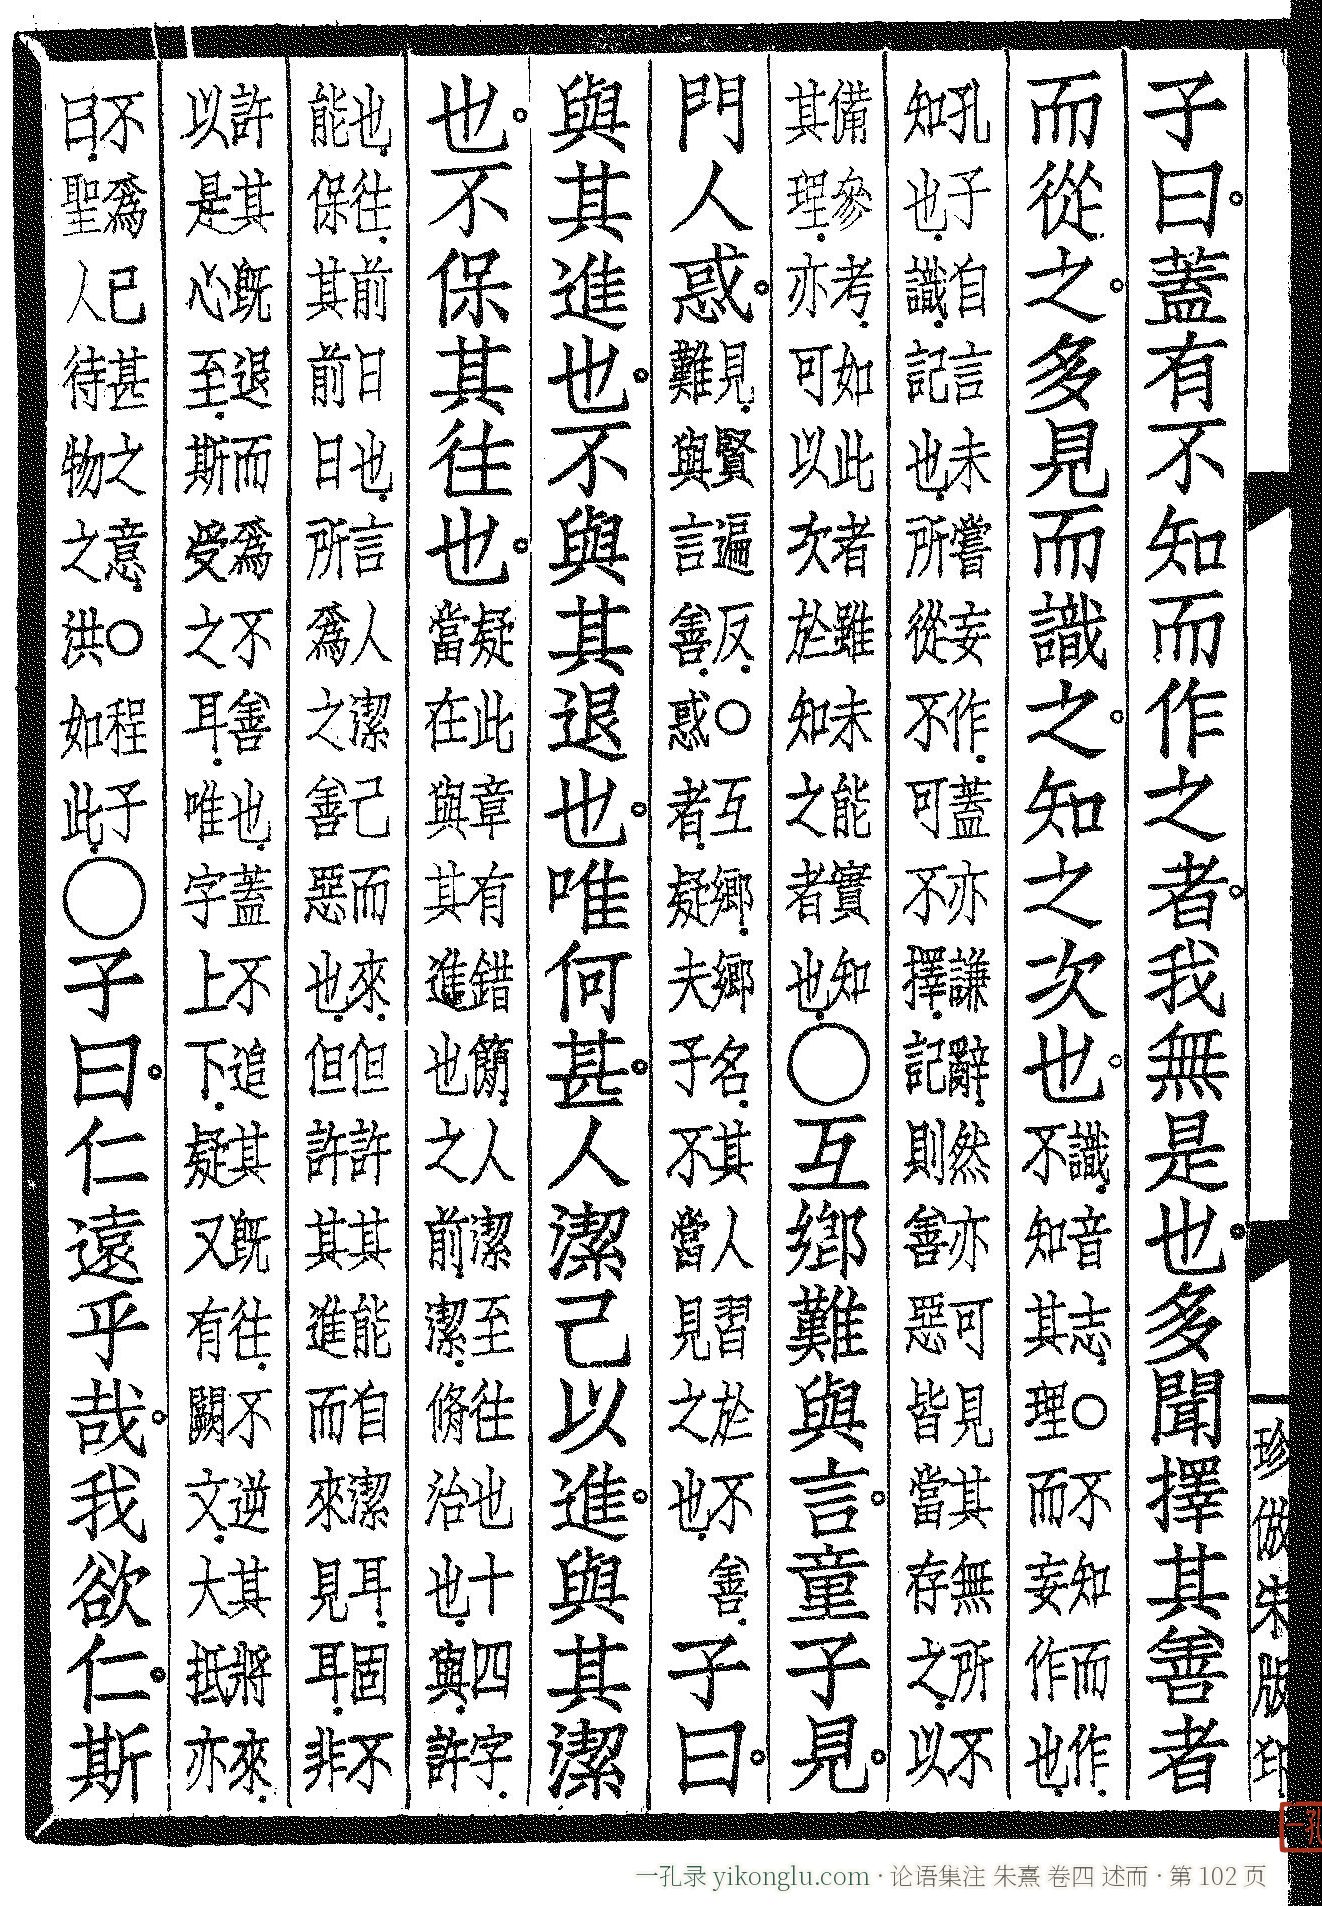 子曰。蓋有不知而作之者。我無是也。多聞擇其善者
而從之。多見而識之。知之次也。識音志。○不知而作。不知其理而妄作也。
孔子自言未嘗妄作。蓋亦謙辭。然亦可見其無所不知也。識。記也。所從不可不擇。記則善惡皆當存之。以
備參考。如此者雖未能實知其理。亦可以次於知之者也。○互鄉難與言。童子見。
門人惑。見。賢遍反。○互鄉。鄉名。其人習於不善。難與言善。惑者。疑夫子不當見之也。子曰。
與其進也。不與其退也。唯何甚。人潔己以進。與其潔
也。不保其往也。疑此章有錯簡。人潔至往也十四字。當在與其進也之前。潔。脩治也。與。許
也。往。前日也。言人潔己而來。但許其能自潔耳。固不能保其前日所爲之善惡也。但許其進而來見耳。非
許其既退而爲不善也。蓋不追其既往。不逆其將來。以是心至。斯受之耳。唯字上下。疑又有闕文。大抵亦
不爲已甚之意。○程子曰。聖人待物之洪如此。○子曰。仁遠乎哉。我欲仁。斯
珍倣宋版印
一孔录 yikonglu.com · 论语集注 朱熹 卷四 述而 · 第 102 页